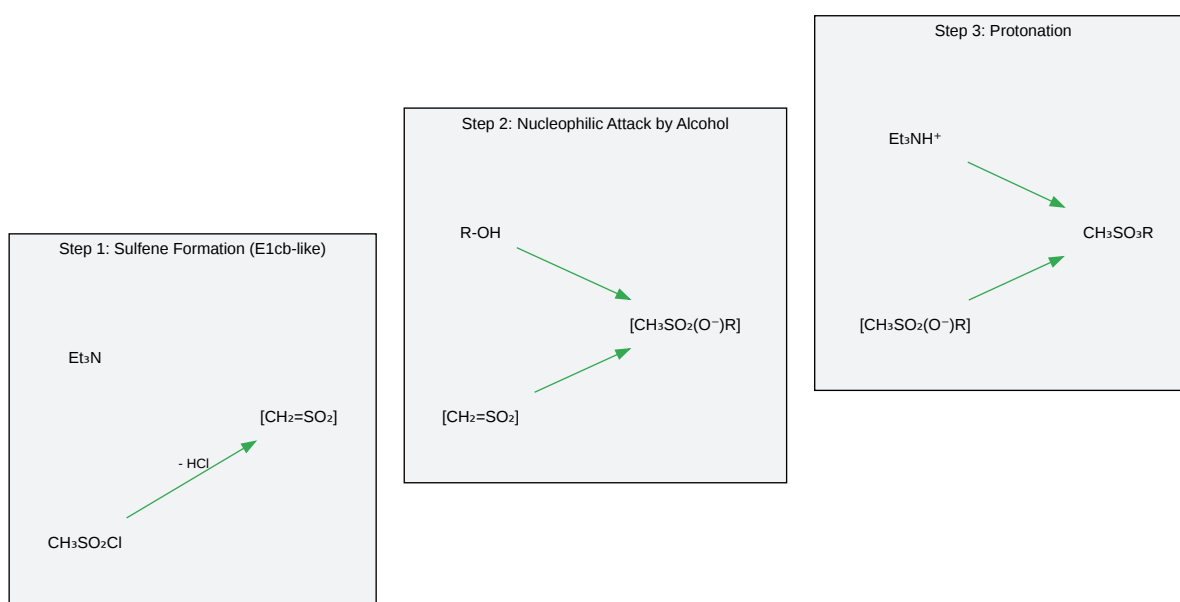 Step 1: Sulfene Formation (E1cb-like)
Et₃N
[CH₂=SO₂]
- HCl
CH₃SO₂Cl
Step 2: Nucleophilic Attack by Alcohol
R-OH
[CH₃SO₂(O⁻)R]
[CH₂=SO₂]
Step 3: Protonation
Et₃NH⁺
CH₃SO₃R
[CH₃SO₂(O⁻)R]